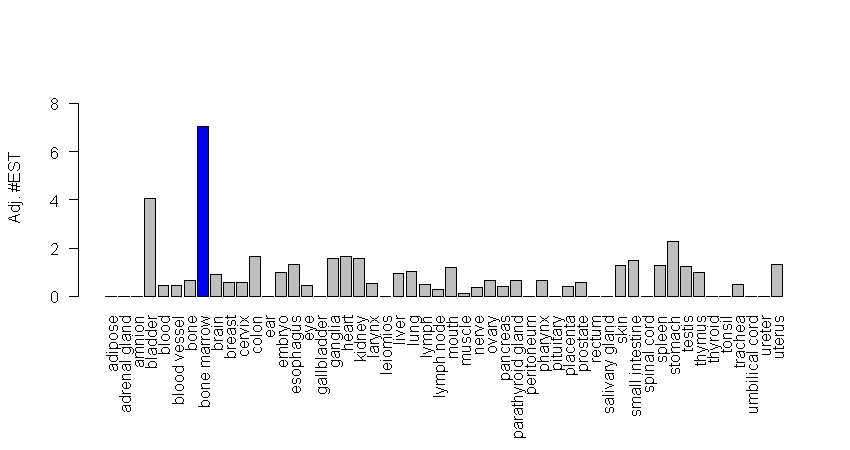 Adj. #EST
8
6
4
2
0
adipose
adrenal gland
amnion
bladder
blood
blood vessel
bone
bone marrow
brain
breast
cervix
colon
ear
embryo
esophagus
eye
gallbladder
ganglia
heart
kidney
larynx
leiomios
liver
lung
lymph
lymph node
mouth
muscle
nerve
ovary
pancreas
parathyroid gland
peritoneum
pharynx
pituitary
placenta
prostate
rectum
salivary gland
skin
small intestine
spinal cord
spleen
stomach
testis
thymus
thyroid
tonsil
trachea
umbilical cord
ureter
uterus